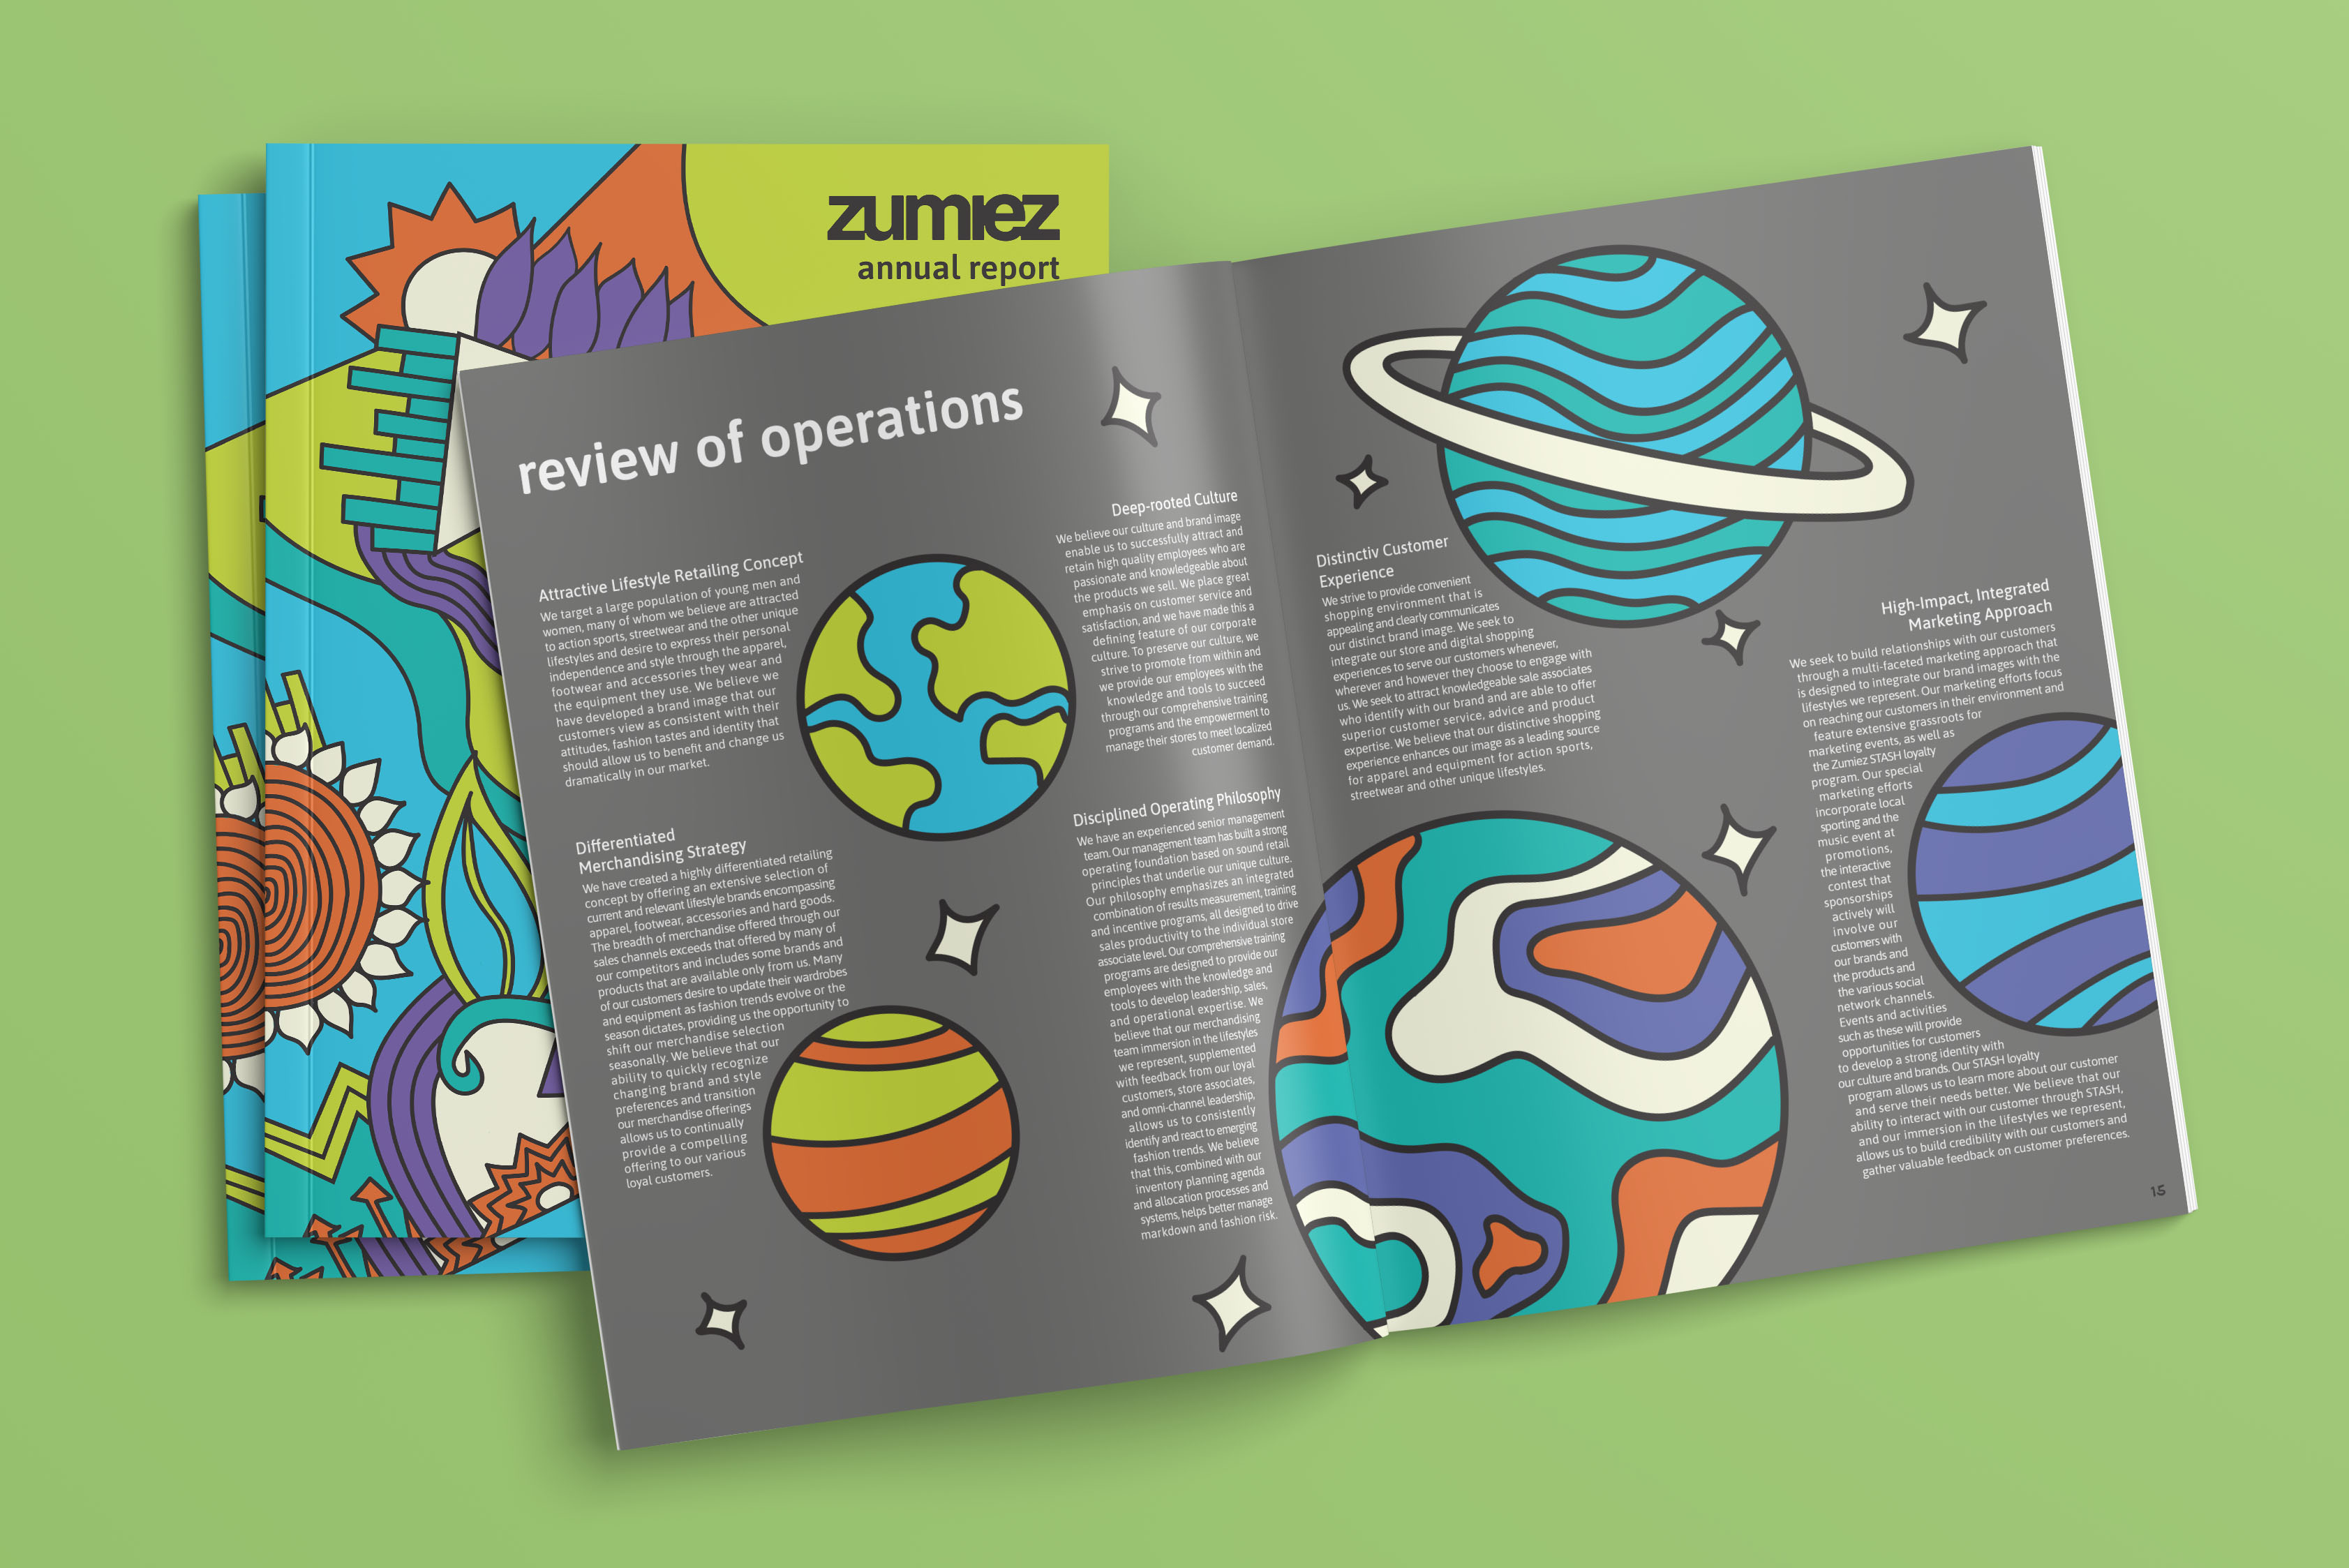 zumiez
annual report
review of operations
Attractive Lifestyle Retailing Concept
We target a large population of young men and
women, many of whom we believe are attracted
to action sports, streetwear and the other unique
lifestyles and desire to express their personal
independence and style through the apparel,
footwear and accessories they wear and
the equipment they use. We believe we
have developed a brand image that our
customers view as consistent with their
attitudes, fashion tastes and identity that
should allow us to benefit and change us
dramatically in our market.
Differentiated
Merchandising Strategy
We have created a highly differentiated retailing
concept by offering an extensive selection of
current and relevant lifestyle brands encompassing
apparel, footwear, accessories and hard goods.
The breadth of merchandise offered through our
sales channels exceeds that offered by many of
our competitors and includes some brands and
products that are available only from us. Many
of our customers desire to update their wardrobes
and equipment as fashion trends evolve or the
season dictates, providing us the opportunity to
shift our merchandise selection
seasonally. We believe that our
ability to quickly recognize
changing brand and style
preferences and transition
our merchandise offerings
allows us to continually
provide a compelling
offering to our various
loyal customers.
Deep-rooted Culture
We believe our culture and brand image
enable us to successfully attract and
retain high quality employees who are
passionate and knowledgeable about
the products we sell. We place great
emphasis on customer service and
satisfaction, and we have made this a
defining feature of our corporate
culture. To preserve our culture, we
strive to promote from within and
we provide our employees with the
knowledge and tools to succeed
through our comprehensive training
programs and the empowerment to
manage their stores to meet localized
customer demand.
Disciplined Operating Philosophy
We have an experienced senior management
team. Our management team has built a strong
operating foundation based on sound retail
principles that underlie our unique culture.
Our philosophy emphasizes an integrated
combination of results measurement, training
and incentive programs, all designed to drive
sales productivity to the individual store
associate level. Our comprehensive training
programs are designed to provide our
employees with the knowledge and
tools to develop leadership, sales,
and operational expertise. We
believe that our merchandising
team immersion in the lifestyles
we represent, supplemented
with feedback from our loyal
customers, store associates,
and omni-channel leadership,
allows us to consistently
identify and react to emerging
fashion trends. We believe
that this, combined with our
inventory planning agenda
and allocation processes and
systems, helps better manage
markdown and fashion risk.
Distinctiv Customer
Experience
We strive to provide convenient
shopping environment that is
appealing and clearly communicates
our distinct brand image. We seek to
integrate our store and digital shopping
experiences to serve our customers whenever,
wherever and however they choose to engage with
us. We seek to attract knowledgeable sale associates
who identify with our brand and are able to offer
superior customer service, advice and product
expertise. We believe that our distinctive shopping
experience enhances our image as a leading source
for apparel and equipment for action sports,
streetwear and other unique lifestyles.
High-Impact, Integrated
Marketing Approach
We seek to build relationships with our customers
through a multi-faceted marketing approach that
is designed to integrate our brand images with the
lifestyles we represent. Our marketing efforts focus
on reaching our customers in their environment and
feature extensive grassroots for
marketing events, as well as
the Zumiez STASH loyalty
program. Our special
marketing efforts
incorporate local
sporting and the
music event at
promotions,
the interactive
contest that
sponsorships
actively will
involve our
customers with
our brands and
the products and
the various social
network channels.
Events and activities
such as these will provide
opportunities for customers
to develop a strong identity with
our culture and brands. Our STASH loyalty
program allows us to learn more about our customer
and serve their needs better. We believe that our
ability to interact with our customer through STASH,
and our immersion in the lifestyles we represent,
allows us to build credibility with our customers and
gather valuable feedback on customer preferences.
15